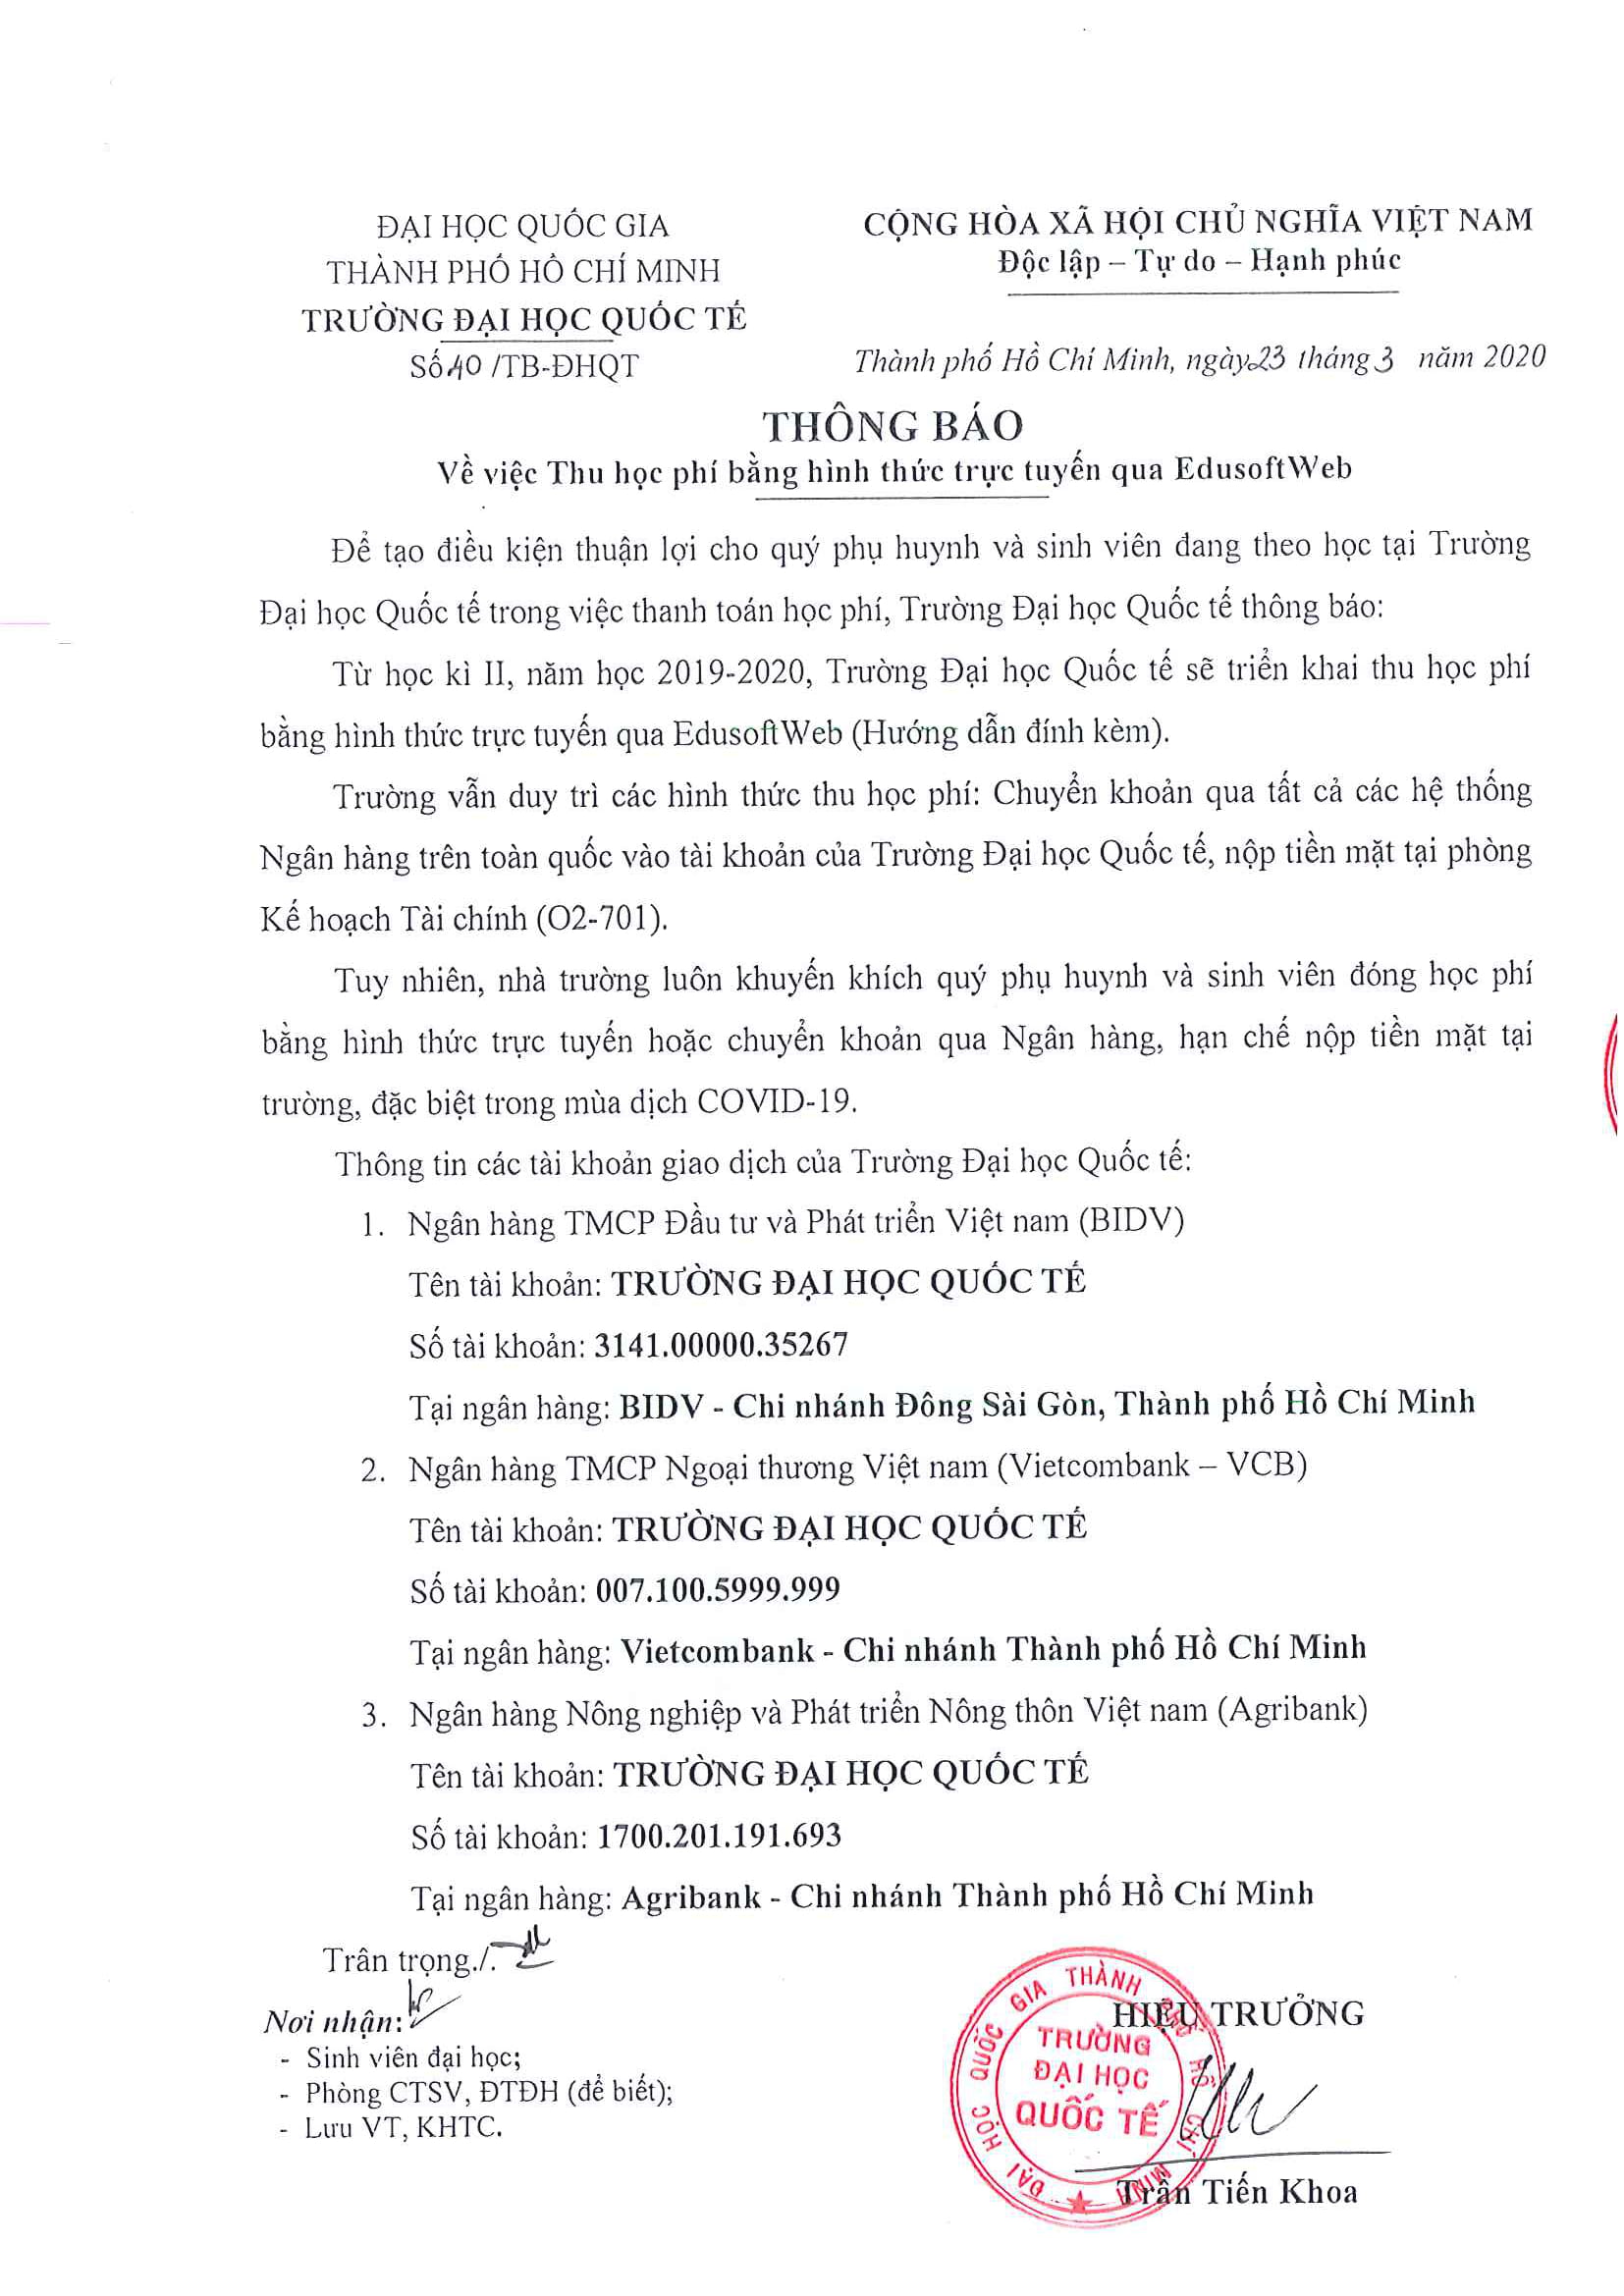 ĐẠI HỌC QUỐC GIA
THÀNH PHỐ HỒ CHÍ MINH
TRƯỜNG ĐẠI HỌC QUỐC TẾ
Số 40 /TB-ĐHQT
CỘNG HÒA XÃ HỘI CHỦ NGHĨA VIỆT NAM
Độc lập – Tự do – Hạnh phúc
Thành phố Hồ Chí Minh, ngày 23 tháng 3 năm 2020
THÔNG BÁO
Về việc Thu học phí bằng hình thức trực tuyến qua EdusoftWeb
Để tạo điều kiện thuận lợi cho quý phụ huynh và sinh viên đang theo học tại Trường
Đại học Quốc tế trong việc thanh toán học phí, Trường Đại học Quốc tế thông báo:
Từ học kì II, năm học 2019-2020, Trường Đại học Quốc tế sẽ triển khai thu học phí
bằng hình thức trực tuyến qua EdusoftWeb (Hướng dẫn đính kèm).
Trường vẫn duy trì các hình thức thu học phí: Chuyển khoản qua tất cả các hệ thống
Ngân hàng trên toàn quốc vào tài khoản của Trường Đại học Quốc tế, nộp tiền mặt tại phòng
Kế hoạch Tài chính (O2-701).
Tuy nhiên, nhà trường luôn khuyến khích quý phụ huynh và sinh viên đóng học phí
bằng hình thức trực tuyến hoặc chuyển khoản qua Ngân hàng, hạn chế nộp tiền mặt tại
trường, đặc biệt trong mùa dịch COVID-19.
Thông tin các tài khoản giao dịch của Trường Đại học Quốc tế:
1. Ngân hàng TMCP Đầu tư và Phát triển Việt nam (BIDV)
Tên tài khoản: TRƯỜNG ĐẠI HỌC QUỐC TẾ
Số tài khoản: 3141.00000.35267
Tại ngân hàng: BIDV - Chi nhánh Đông Sài Gòn, Thành phố Hồ Chí Minh
2. Ngân hàng TMCP Ngoại thương Việt nam (Vietcombank – VCB)
Tên tài khoản: TRƯỜNG ĐẠI HỌC QUỐC TẾ
Số tài khoản: 007.100.5999.999
Tại ngân hàng: Vietcombank - Chi nhánh Thành phố Hồ Chí Minh
3. Ngân hàng Nông nghiệp và Phát triển Nông thôn Việt nam (Agribank)
Tên tài khoản: TRƯỜNG ĐẠI HỌC QUỐC TẾ
Số tài khoản: 1700.201.191.693
Tại ngân hàng: Agribank - Chi nhánh Thành phố Hồ Chí Minh
Trân trọng./.
Nơi nhận:
- Sinh viên đại học;
- Phòng CTSV, ĐTĐH (để biết);
- Lưu VT, KHTC.
HIỆU TRƯỞNG
ĐẠI HỌC QUỐC GIA THÀNH PHỐ HỒ CHÍ MINH
TRƯỜNG
ĐẠI HỌC
QUỐC TẾ
Trần Tiến Khoa